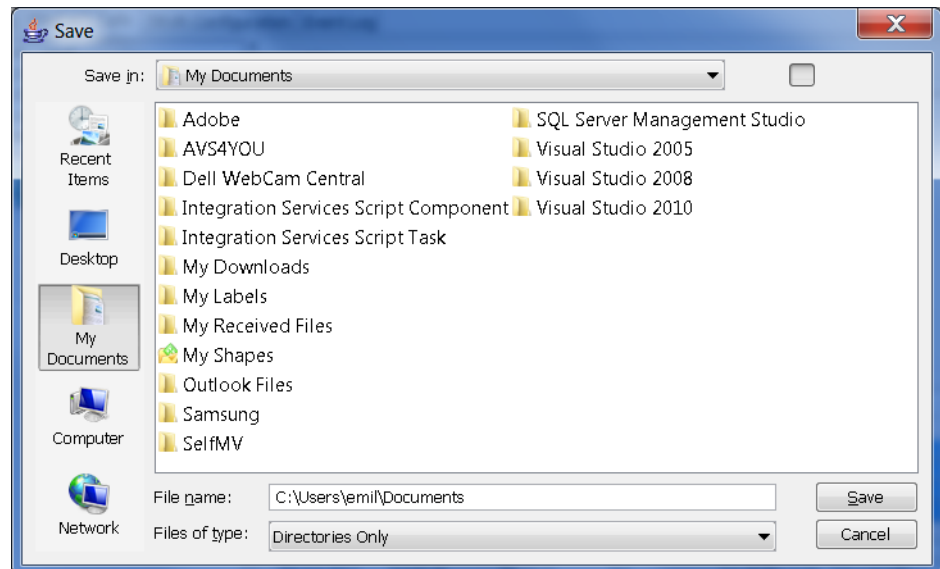 Save
Save in: My Documents
Recent
Items
Desktop
My
Documents
Computer
Network
Adobe
AVS4YOU
Dell WebCam Central
Integration Services Script Component
Integration Services Script Task
My Downloads
My Labels
My Received Files
My Shapes
Outlook Files
Samsung
SelfMV
SQL Server Management Studio
Visual Studio 2005
Visual Studio 2008
Visual Studio 2010
File name: C:\Users\emil\Documents
Save
Files of type: Directories Only
Cancel